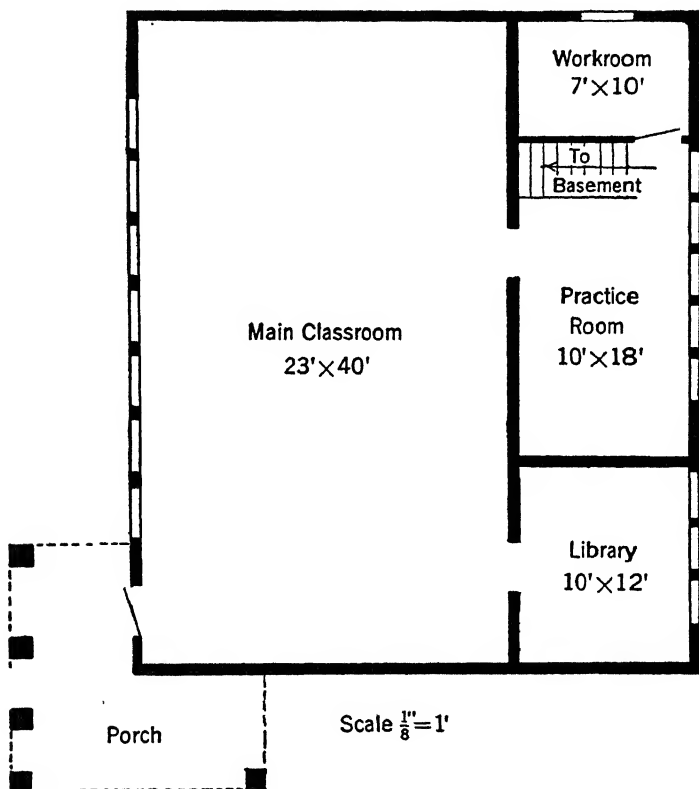 Workroom
7'×10'
To
Basement
Practice
Room
10'×18'
Main Classroom
23'×40'
Library
10'×12'
Porch
Scale 1/8"=1'